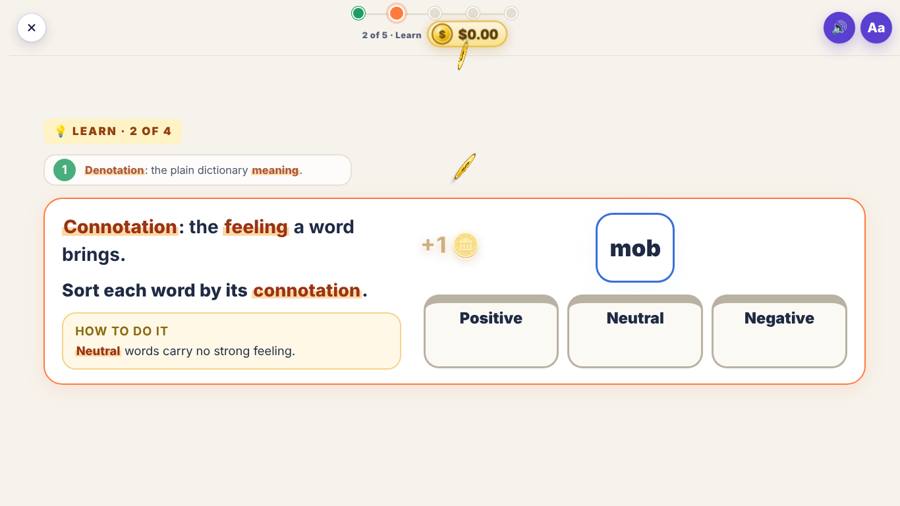 ✕
2 of 5 · Learn
$ $0.00
🔊
Aa
💡 LEARN · 2 OF 4
1 Denotation: the plain dictionary meaning.
Connotation: the feeling a word
brings.
Sort each word by its connotation.
HOW TO DO IT
Neutral words carry no strong feeling.
+1
mob
Positive Neutral Negative